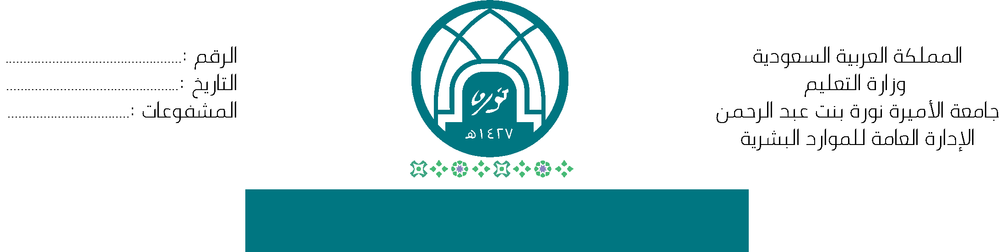 المملكة العربية السعودية
وزارة التعليم
جامعة الأميرة نورة بنت عبد الرحمن
الإدارة العامة للموارد البشرية
نورة
١٤٢٧هـ
الرقم :................................................
التاريخ :................................................
المشفوعات :..................................